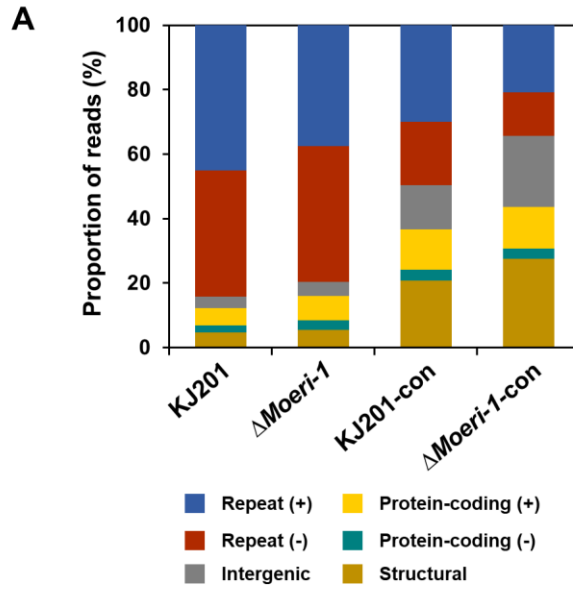 A
Proportion of reads (%)
100
80
60
40
20
0
KJ201
ΔMoeri-1
KJ201-con
ΔMoeri-1-con
Repeat (+)
Protein-coding (+)
Repeat (-)
Protein-coding (-)
Intergenic
Structural